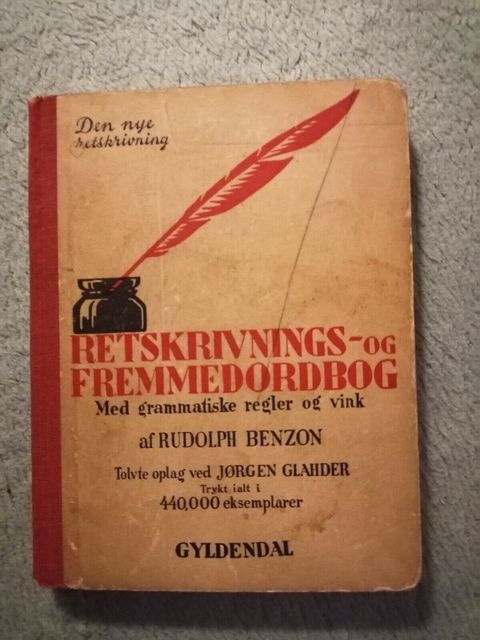 Den nye
retskrivning
RETSKRIVNINGS- OG
FREMMEDORDBOG
Med grammatiske regler og vink
af RUDOLPH BENZON
Tolvte oplag ved JØRGEN GLAHDER
Trykt ialt i
440,000 eksemplarer
GYLDENDAL